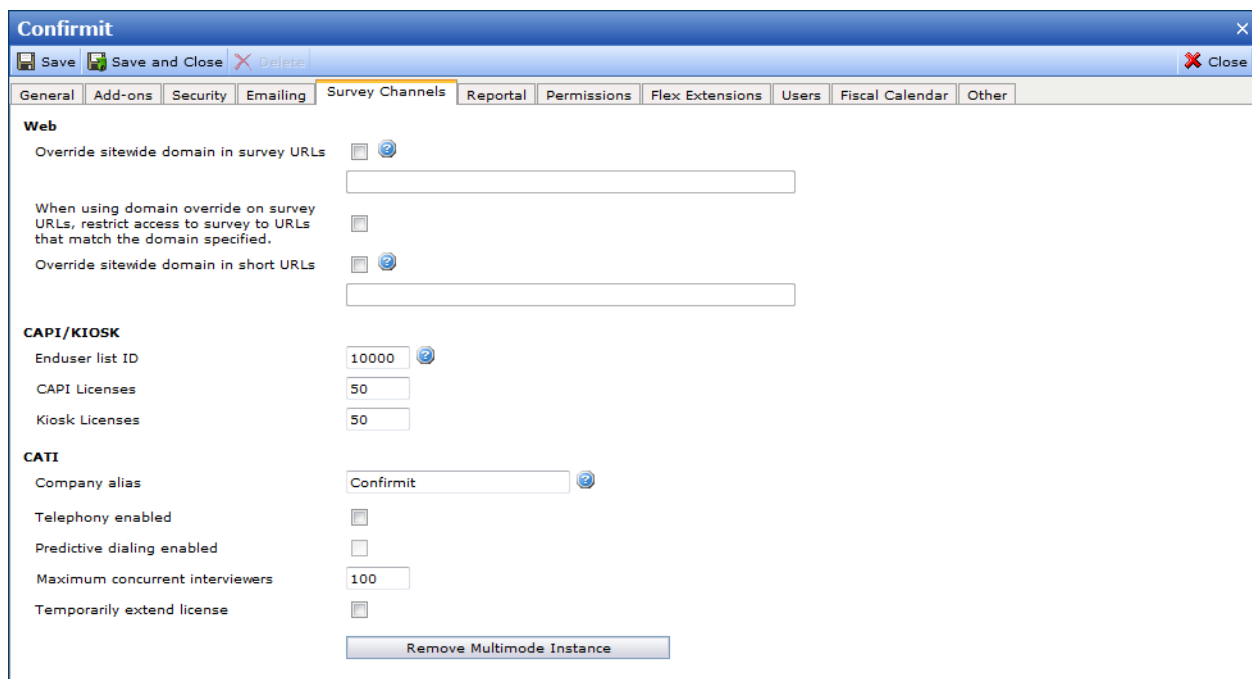 Confirmit
Save Save and Close Delete Close
General Add-ons Security Emailing Survey Channels Reportal Permissions Flex Extensions Users Fiscal Calendar Other
Web
Override sitewide domain in survey URLs
When using domain override on survey
URLs, restrict access to survey to URLs
that match the domain specified.
Override sitewide domain in short URLs
CAPI/KIOSK
Enduser list ID 10000
CAPI Licenses 50
Kiosk Licenses 50
CATI
Company alias Confirmit
Telephony enabled
Predictive dialing enabled
Maximum concurrent interviewers 100
Temporarily extend license
Remove Multimode Instance